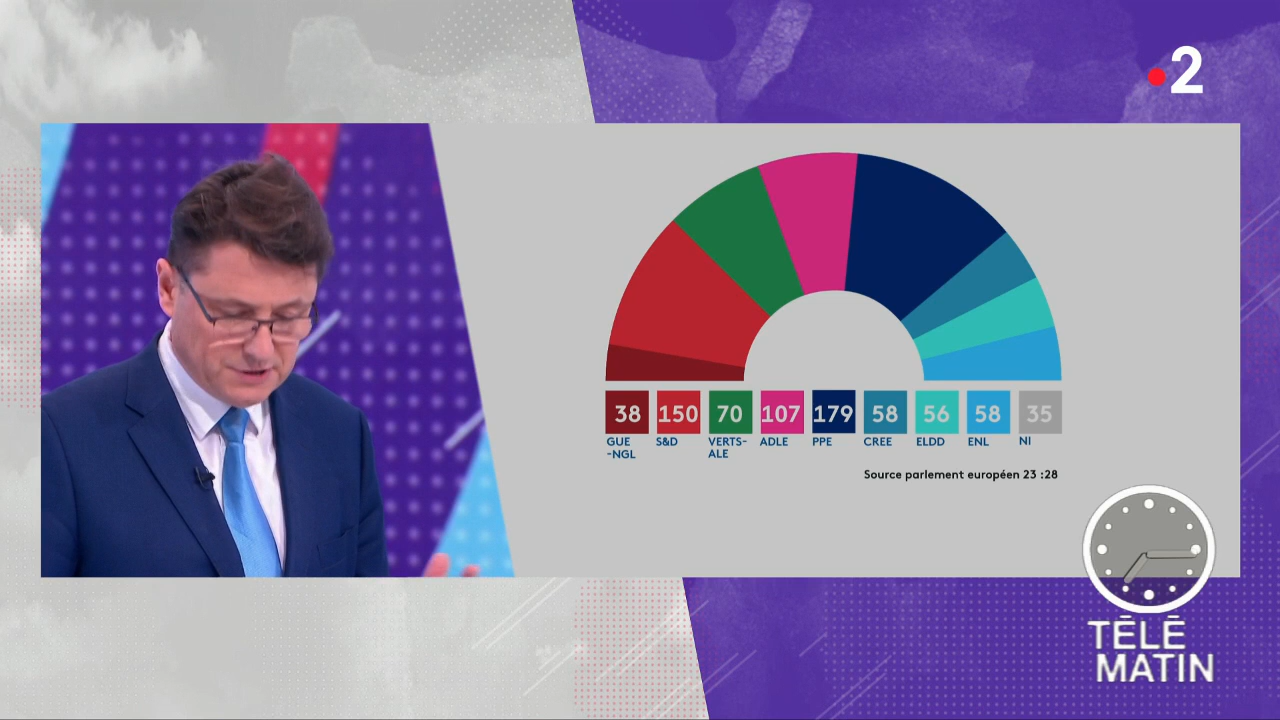 2
38 150 70 107 179 58 56 58 35
GUE S&D VERTS- ADLE PPE CREE ELDD ENL NI
-NGL ALE
Source parlement européen 23 :28
TÉLÉ
MATIN